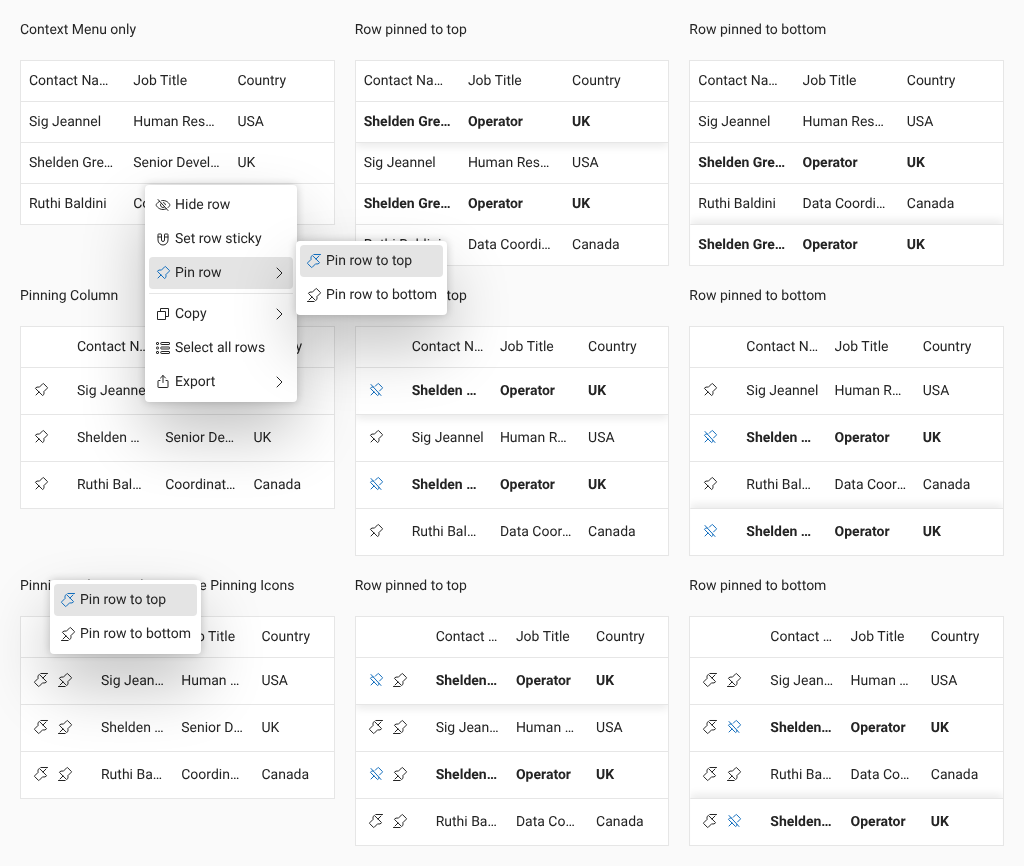 Context Menu only
Contact Na... Job Title Country
Sig Jeannel Human Res... USA
Shelden Gre... Senior Devel... UK
Ruthi Baldini
Hide row
Set row sticky
Pin row
Copy
Select all rows
Export
Pin row to top
Pin row to bottom
Row pinned to top
Contact Na... Job Title Country
Shelden Gre... Operator UK
Sig Jeannel Human Res... USA
Shelden Gre... Operator UK
Data Coordi... Canada
Row pinned to bottom
Contact Na... Job Title Country
Sig Jeannel Human Res... USA
Shelden Gre... Operator UK
Ruthi Baldini Data Coordi... Canada
Shelden Gre... Operator UK
Pinning Column
Contact N...
Sig Jeanne
Shelden ... Senior De... UK
Ruthi Bal... Coordinat... Canada
top
Contact N... Job Title Country
Shelden ... Operator UK
Sig Jeannel Human R... USA
Shelden ... Operator UK
Ruthi Bal... Data Coor... Canada
Row pinned to bottom
Contact N... Job Title Country
Sig Jeannel Human R... USA
Shelden ... Operator UK
Ruthi Bal... Data Coor... Canada
Shelden ... Operator UK
Pinning Icons
Pin row to top
Pin row to bottom
Title Country
Sig Jean... Human ... USA
Shelden ... Senior D... UK
Ruthi Ba... Coordin... Canada
Row pinned to top
Contact ... Job Title Country
Shelden... Operator UK
Sig Jean... Human ... USA
Shelden... Operator UK
Ruthi Ba... Data Co... Canada
Row pinned to bottom
Contact ... Job Title Country
Sig Jean... Human ... USA
Shelden... Operator UK
Ruthi Ba... Data Co... Canada
Shelden... Operator UK